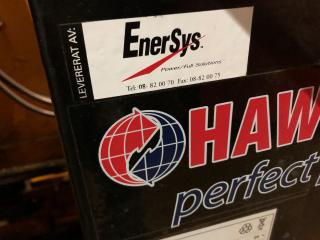 LEVERERAT AV:
EnerSys
Power/Full Solutions
Tel: 08- 82 00 70 Fax: 08-82 00 75
HAW
perfect